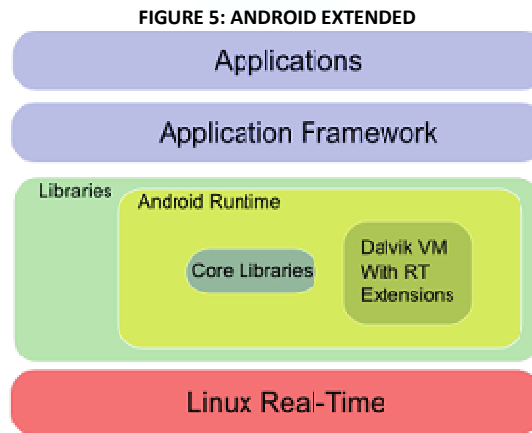 FIGURE 5: ANDROID EXTENDED
Applications
Application Framework
Libraries
Android Runtime
Core Libraries
Dalvik VM
With RT
Extensions
Linux Real-Time